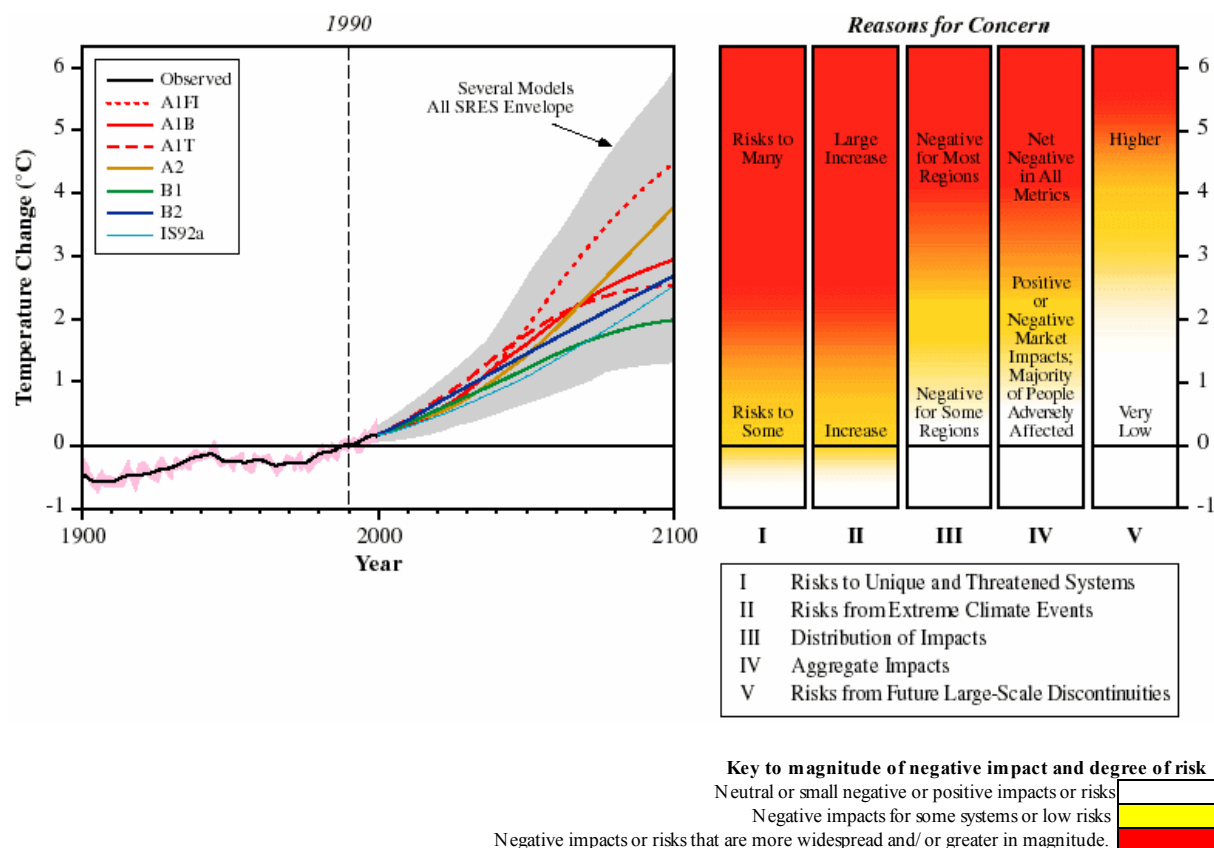 1990
Reasons for Concern
6
5
4
3
2
1
0
-1
Temperature Change (°C)
Observed
A1FI
A1B
A1T
A2
B1
B2
IS92a
Several Models
All SRES Envelope
1900
2000
2100
Year
Risks to
Many
Risks to
Some
Large
Increase
Increase
Negative
for Most
Regions
Negative
for Some
Regions
Net
Negative
in All
Metrics
Positive
or
Negative
Market
Impacts;
Majority
of People
Adversely
Affected
Higher
Very
Low
6
5
4
3
2
1
0
-1
I
II
III
IV
V
I Risks to Unique and Threatened Systems
II Risks from Extreme Climate Events
III Distribution of Impacts
IV Aggregate Impacts
V Risks from Future Large-Scale Discontinuities
Key to magnitude of negative impact and degree of risk
Neutral or small negative or positive impacts or risks
Negative impacts for some systems or low risks
Negative impacts or risks that are more widespread and/ or greater in magnitude.